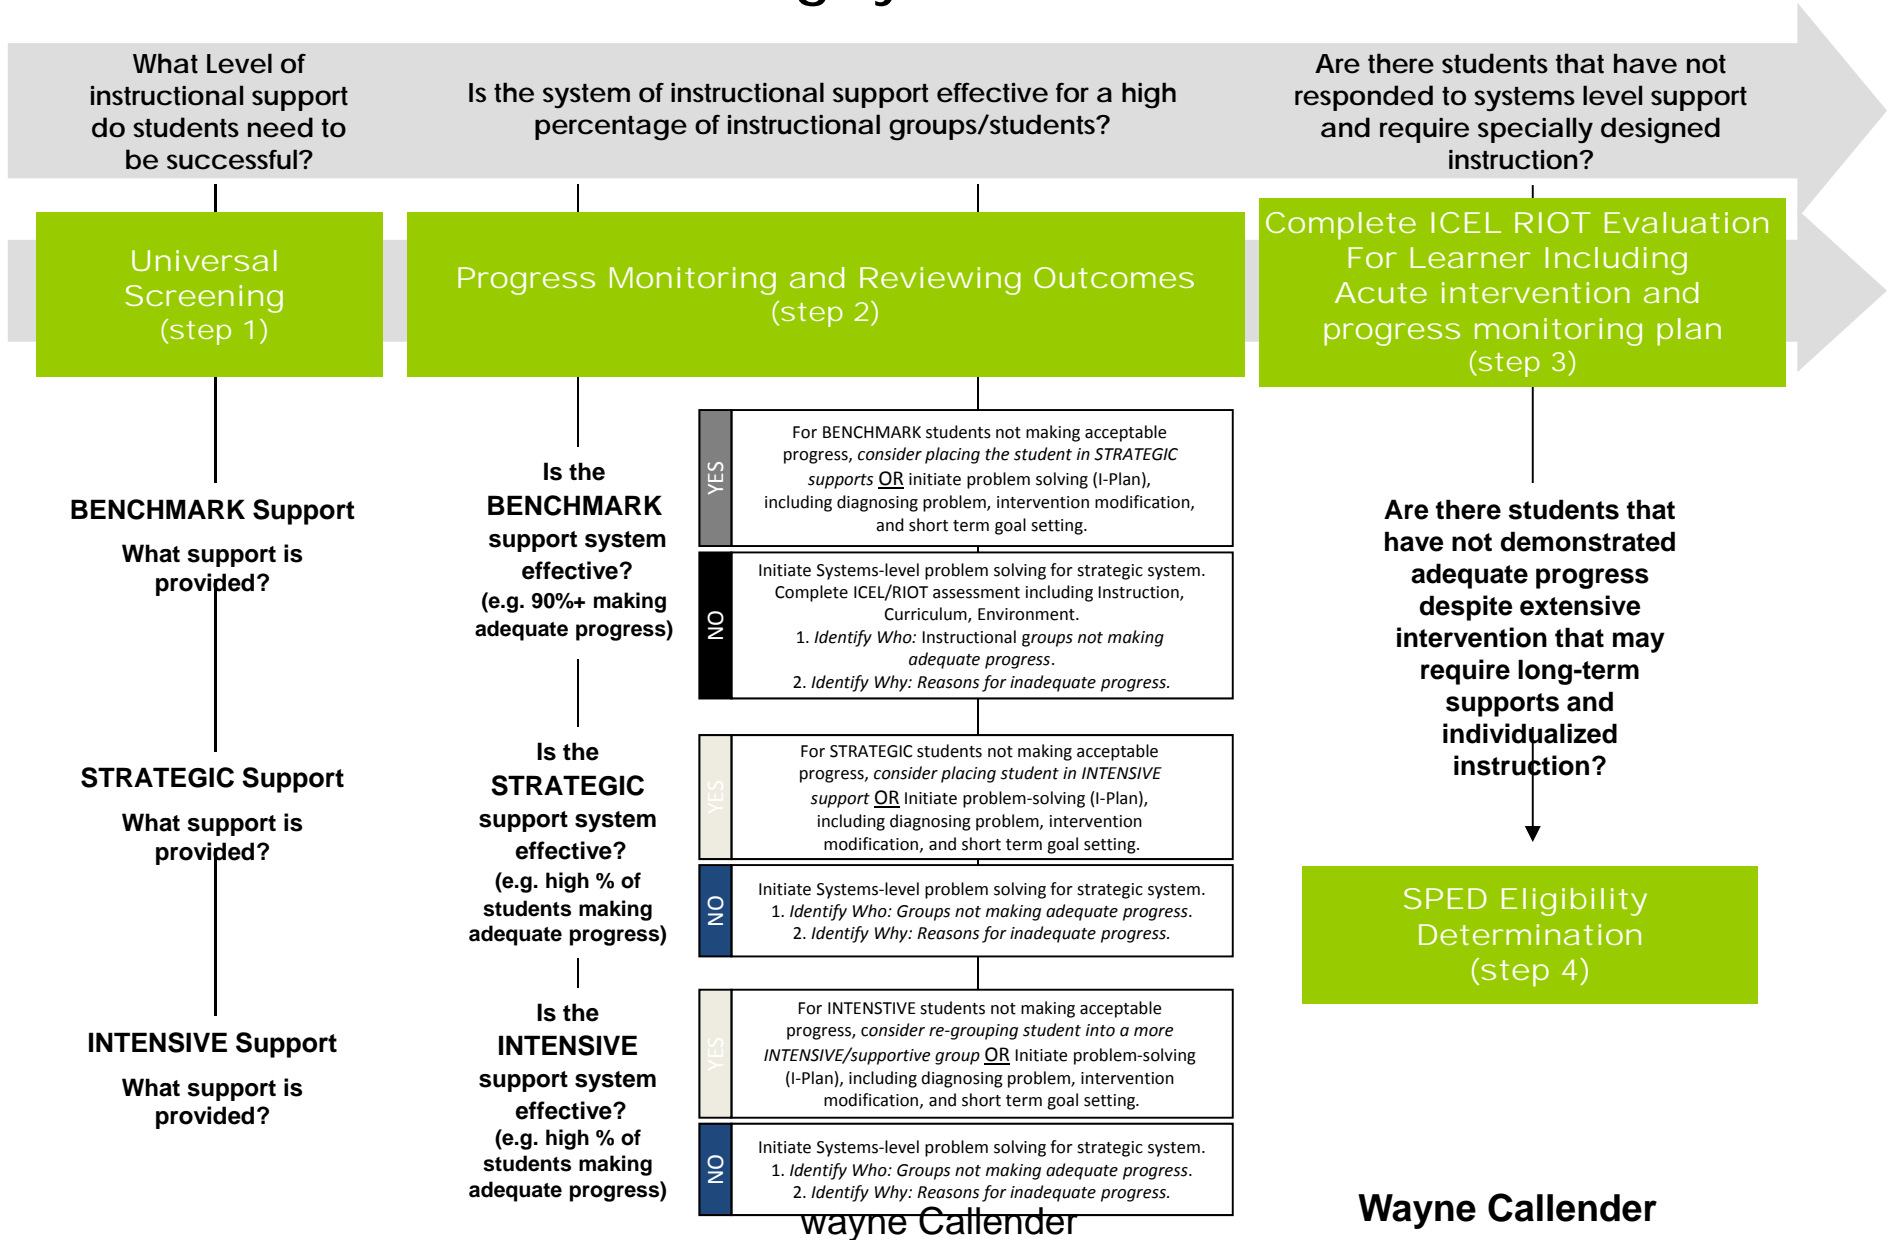 What Level of
instructional support
do students need to
be successful?
Is the system of instructional support effective for a high
percentage of instructional groups/students?
Are there students that have not
responded to systems level support
and require specially designed
instruction?
Universal
Screening
(step 1)
Progress Monitoring and Reviewing Outcomes
(step 2)
Complete ICEL RIOT Evaluation
For Learner Including
Acute intervention and
progress monitoring plan
(step 3)
BENCHMARK Support
What support is
provided?
STRATEGIC Support
What support is
provided?
INTENSIVE Support
What support is
provided?
Is the
BENCHMARK
support system
effective?
(e.g. 90%+ making
adequate progress)
YES
For BENCHMARK students not making acceptable
progress, consider placing the student in STRATEGIC
supports OR initiate problem solving (I-Plan),
including diagnosing problem, intervention modification,
and short term goal setting.
NO
Initiate Systems-level problem solving for strategic system.
Complete ICEL/RIOT assessment including Instruction,
Curriculum, Environment.
1. Identify Who: Instructional groups not making
adequate progress.
2. Identify Why: Reasons for inadequate progress.
Is the
STRATEGIC
support system
effective?
(e.g. high % of
students making
adequate progress)
YES
For STRATEGIC students not making acceptable
progress, consider placing student in INTENSIVE
support OR Initiate problem-solving (I-Plan),
including diagnosing problem, intervention
modification, and short term goal setting.
NO
Initiate Systems-level problem solving for strategic system.
1. Identify Who: Groups not making adequate progress.
2. Identify Why: Reasons for inadequate progress.
Is the
INTENSIVE
support system
effective?
(e.g. high % of
students making
adequate progress)
YES
For INTENSTIVE students not making acceptable
progress, consider re-grouping student into a more
INTENSIVE/supportive group OR Initiate problem-solving
(I-Plan), including diagnosing problem, intervention
modification, and short term goal setting.
NO
Initiate Systems-level problem solving for strategic system.
1. Identify Who: Groups not making adequate progress.
2. Identify Why: Reasons for inadequate progress.
Are there students that
have not demonstrated
adequate progress
despite extensive
intervention that may
require long-term
supports and
individualized
instruction?
SPED Eligibility
Determination
(step 4)
wayne Callender
Wayne Callender